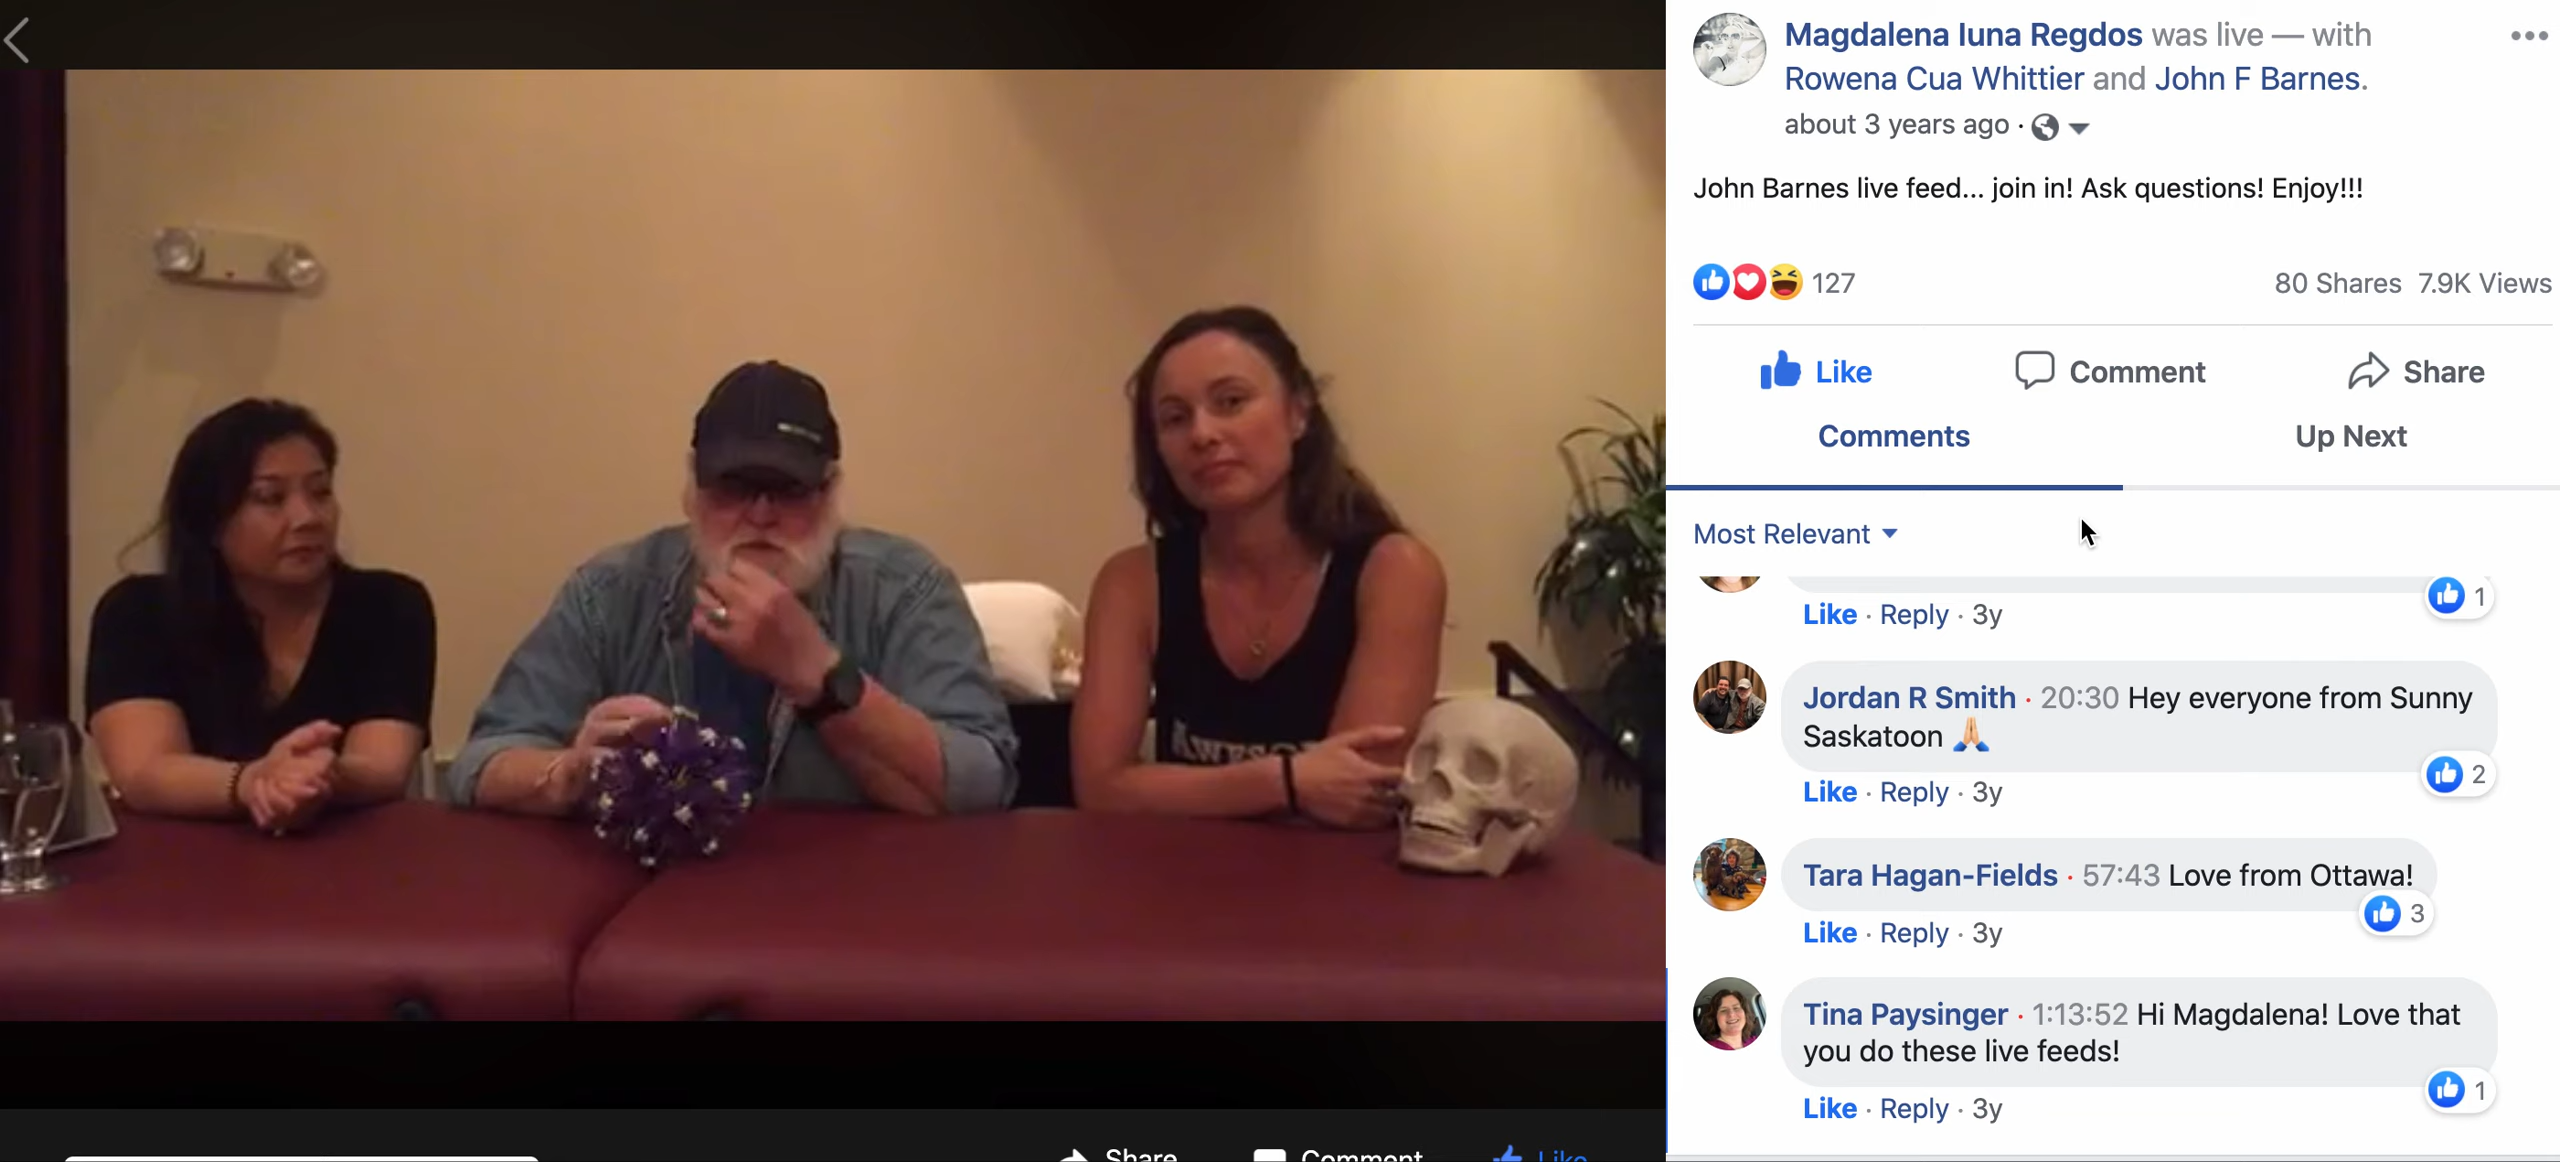 Magdalena luna Regdos was live — with
Rowena Cua Whittier and John F Barnes.
about 3 years ago ·
John Barnes live feed... join in! Ask questions! Enjoy!!!
127
80 Shares 7.9K Views
Like Comment Share
Comments Up Next
Most Relevant
1
Like · Reply · 3y
Jordan R Smith · 20:30 Hey everyone from Sunny
Saskatoon 🙏🏼
2
Like · Reply · 3y
Tara Hagan-Fields · 57:43 Love from Ottawa!
3
Like · Reply · 3y
Tina Paysinger · 1:13:52 Hi Magdalena! Love that
you do these live feeds!
1
Like · Reply · 3y
Share Comment Like